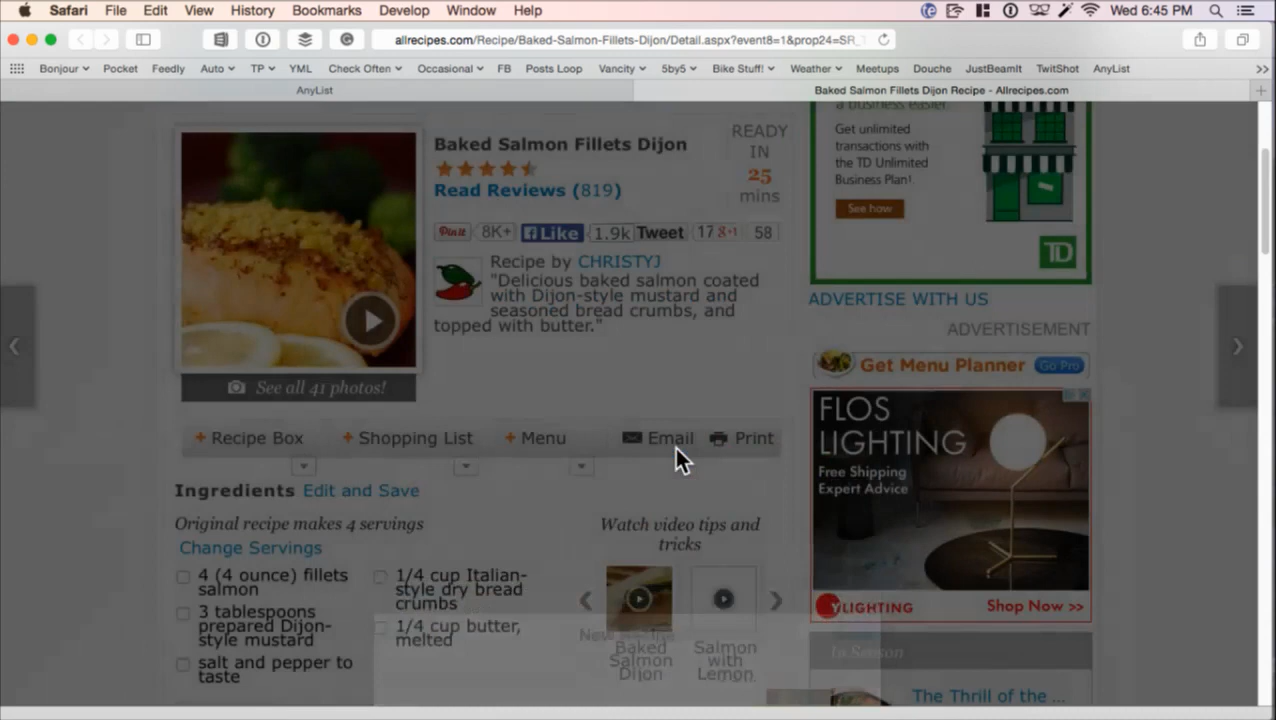 Safari File Edit View History Bookmarks Develop Window Help Wed 6:45 PM
allrecipes.com/Recipe/Baked-Salmon-Fillets-Dijon/Detail.aspx?event8=1&prop24=SR_
Bonjour Pocket Feedly Auto TP YML Check Often Occasional FB Posts Loop Vancity 5by5 Bike Stuff! Weather Meetups Douche JustBeamIt TwitShot AnyList
AnyList
Baked Salmon Fillets Dijon Recipe - Allrecipes.com
Baked Salmon Fillets Dijon
Read Reviews (819)
READY
IN
25
mins
Pin it 8K+ Like 1.9k Tweet 17 8+1 58
Recipe by CHRISTYJ
"Delicious baked salmon coated
with Dijon-style mustard and
seasoned bread crumbs, and
topped with butter."
See all 41 photos!
+ Recipe Box + Shopping List + Menu Email Print
Ingredients Edit and Save
Original recipe makes 4 servings
Change Servings
4 (4 ounce) fillets
salmon
3 tablespoons
prepared Dijon-
style mustard
salt and pepper to
taste
1/4 cup Italian-
style dry bread
crumbs
1/4 cup butter,
melted
Watch video tips and
tricks
Baked
Salmon
Dijon
Salmon
with
Lemon
a business easier.
Get unlimited
transactions with
the TD Unlimited
Business Plan!
See how
TD
ADVERTISE WITH US
ADVERTISEMENT
Get Menu Planner Go Pro
FLOS
LIGHTING
Free Shipping
Expert Advice
YLIGHTING Shop Now >>
In Season
The Thrill of the ...